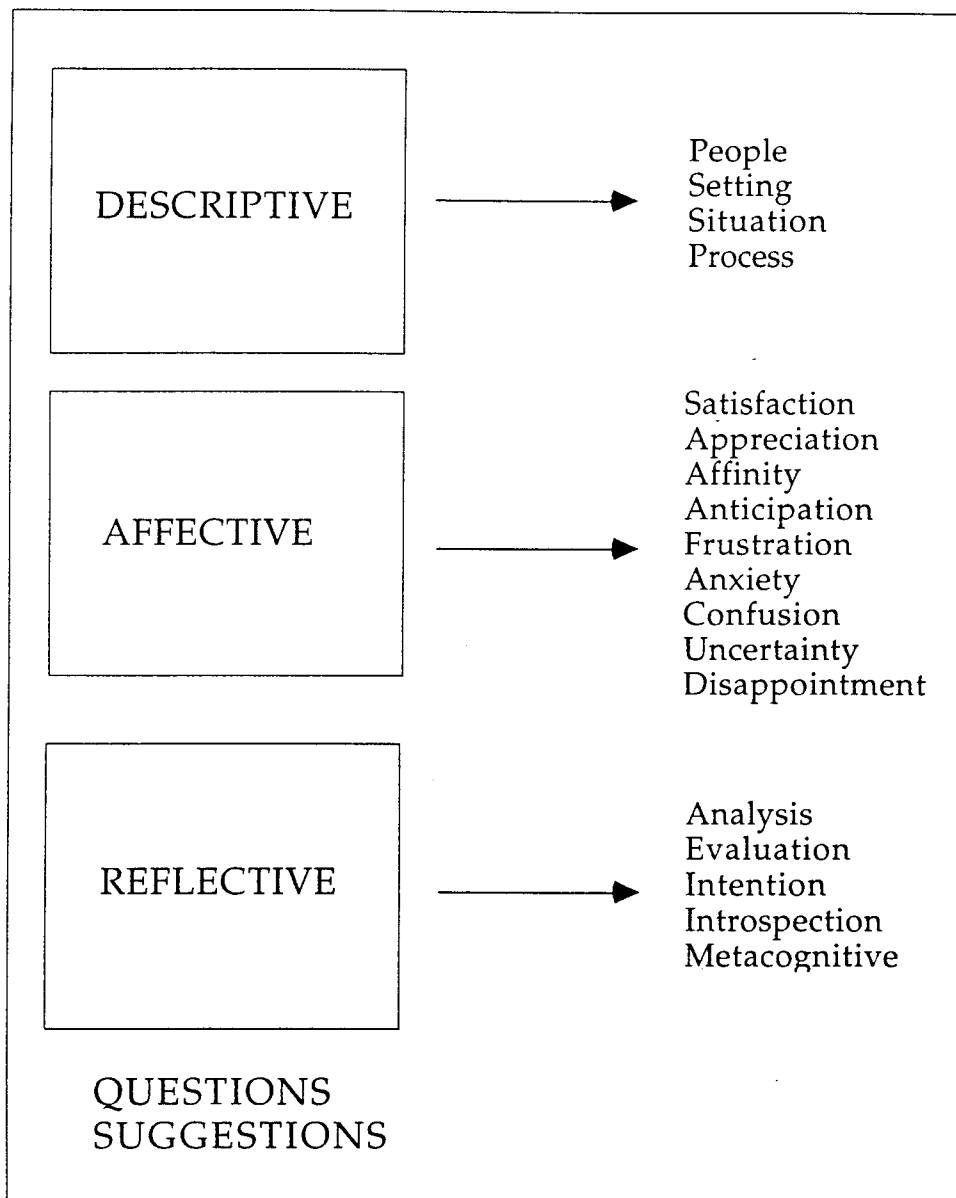 DESCRIPTIVE
People
Setting
Situation
Process
AFFECTIVE
Satisfaction
Appreciation
Affinity
Anticipation
Frustration
Anxiety
Confusion
Uncertainty
Disappointment
REFLECTIVE
Analysis
Evaluation
Intention
Introspection
Metacognitive
QUESTIONS
SUGGESTIONS